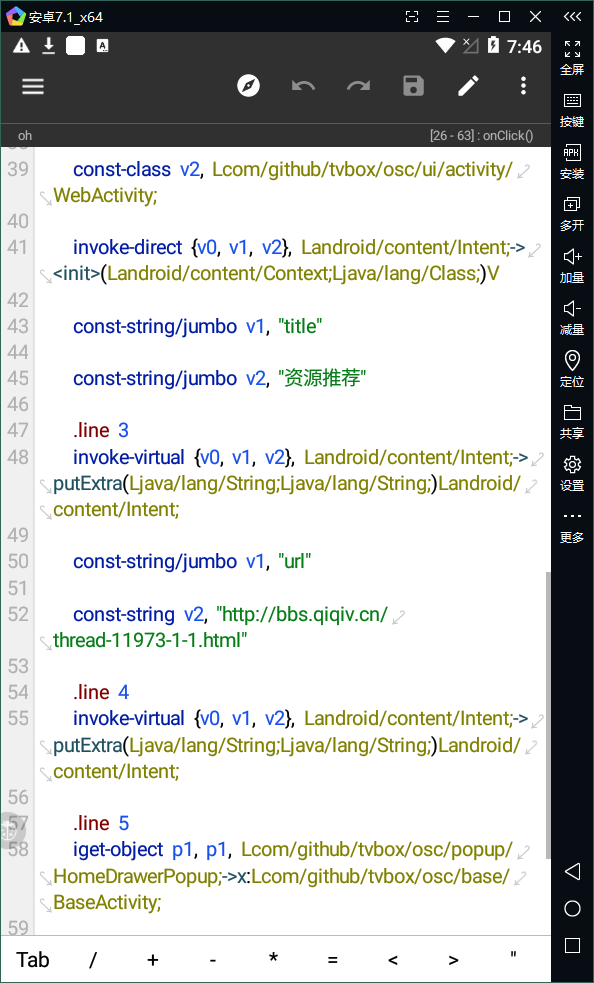 安卓7.1_x64
7:46
全屏
oh
[26 - 63] : onClick()
按键
39 const-class v2, Lcom/github/tvbox/osc/ui/activity/
WebActivity;
安装
40
多开
41 invoke-direct {v0, v1, v2}, Landroid/content/Intent;->
<init>(Landroid/content/Context;Ljava/lang/Class;)V
加量
42
43 const-string/jumbo v1, "title"
减量
44
45 const-string/jumbo v2, "资源推荐"
定位
46
47 .line 3
共享
48 invoke-virtual {v0, v1, v2}, Landroid/content/Intent;->
putExtra(Ljava/lang/String;Ljava/lang/String;)Landroid/
设置
content/Intent;
49
更多
50 const-string/jumbo v1, "url"
51
52 const-string v2, "http://bbs.qiqiv.cn/
thread-11973-1-1.html"
53
54 .line 4
55 invoke-virtual {v0, v1, v2}, Landroid/content/Intent;->
putExtra(Ljava/lang/String;Ljava/lang/String;)Landroid/
content/Intent;
56
57 .line 5
58 iget-object p1, p1, Lcom/github/tvbox/osc/popup/
HomeDrawerPopup;->x:Lcom/github/tvbox/osc/base/
BaseActivity;
59
Tab / + - * = < > "